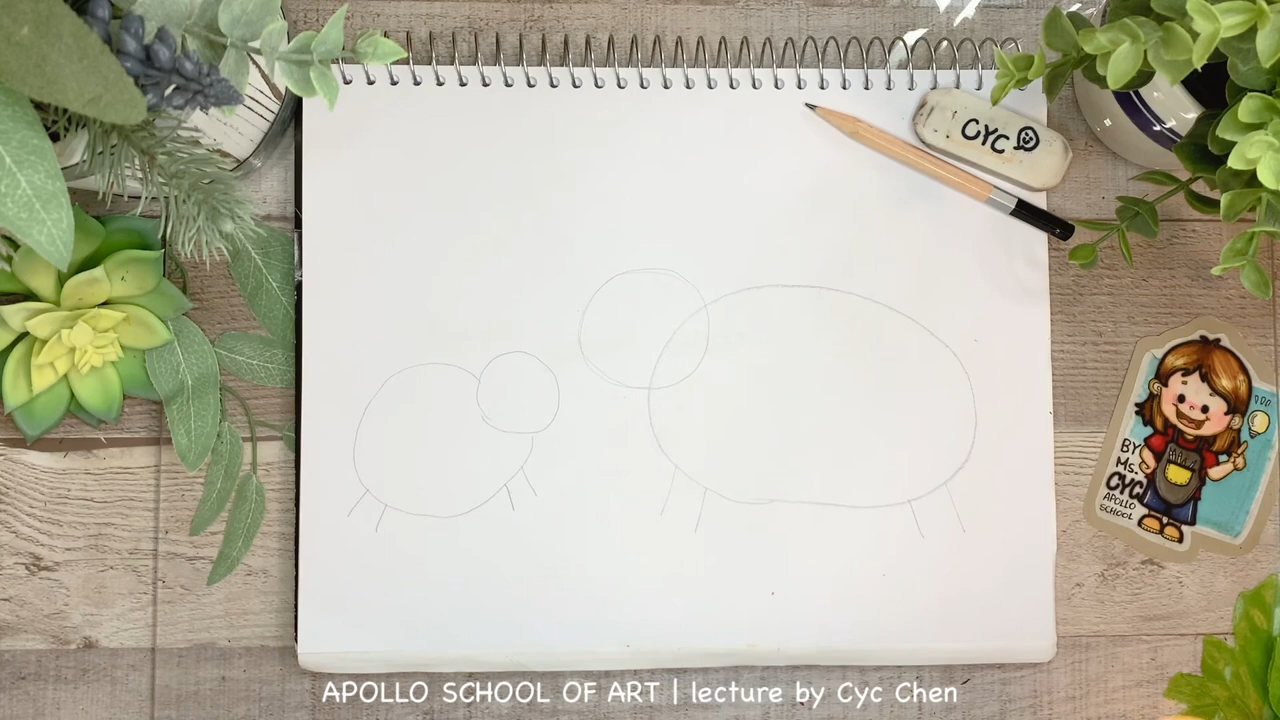 CYC
BY
Ms.
CYC
APOLLO
SCHOOL
APOLLO SCHOOL OF ART | lecture by Cyc Chen